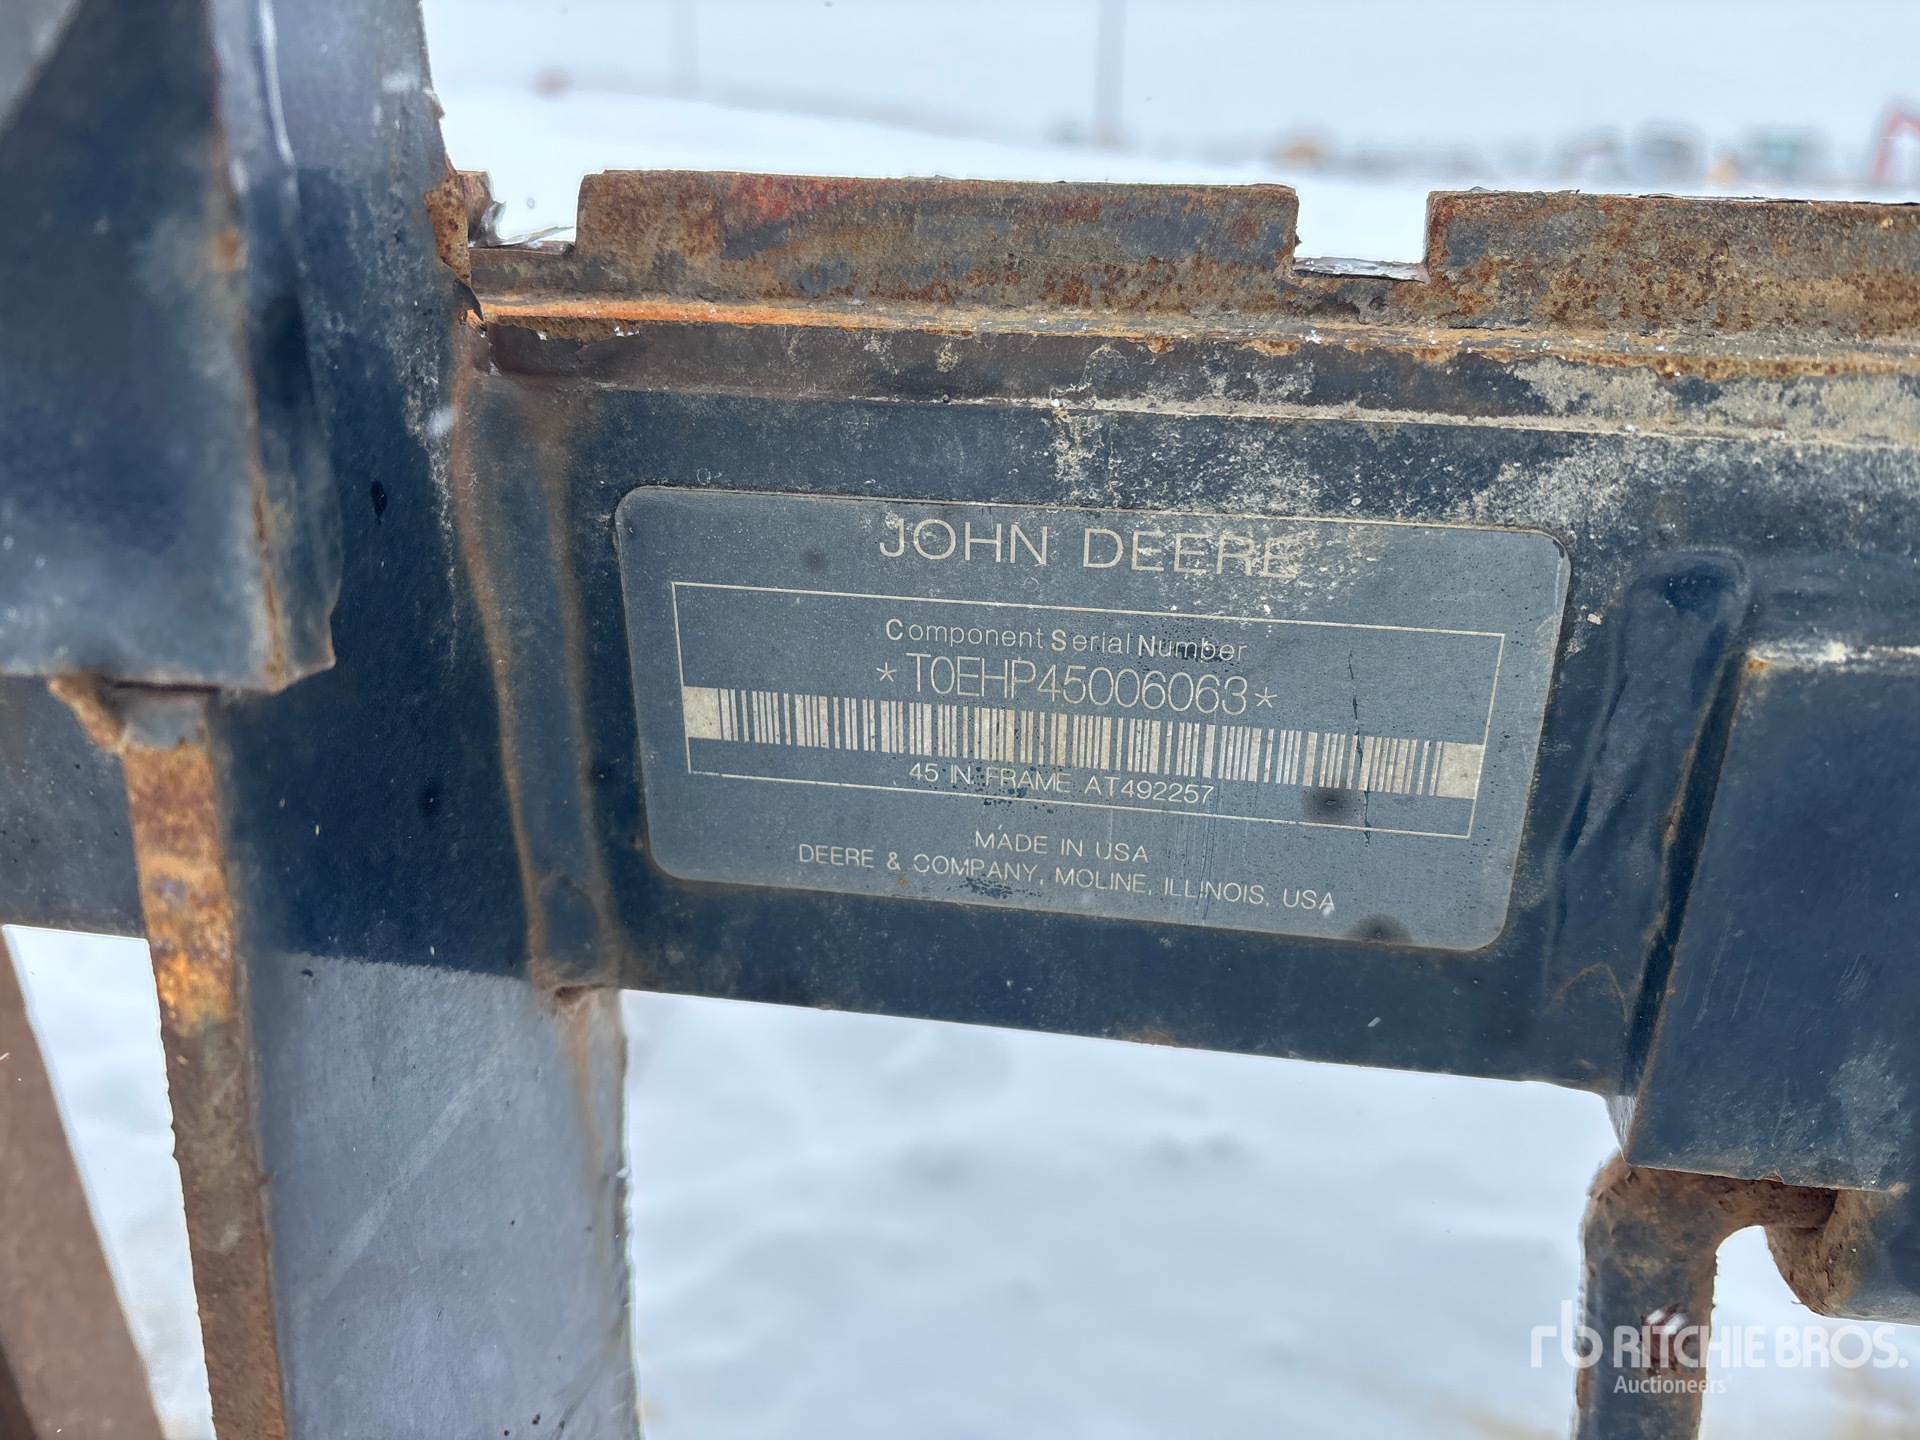 JOHN DEERE
Component Serial Number
*T0EHP45006063*
45 IN FRAME AT492257
MADE IN USA
DEERE & COMPANY, MOLINE, ILLINOIS, USA
rb RITCHIE BROS.
Auctioneers